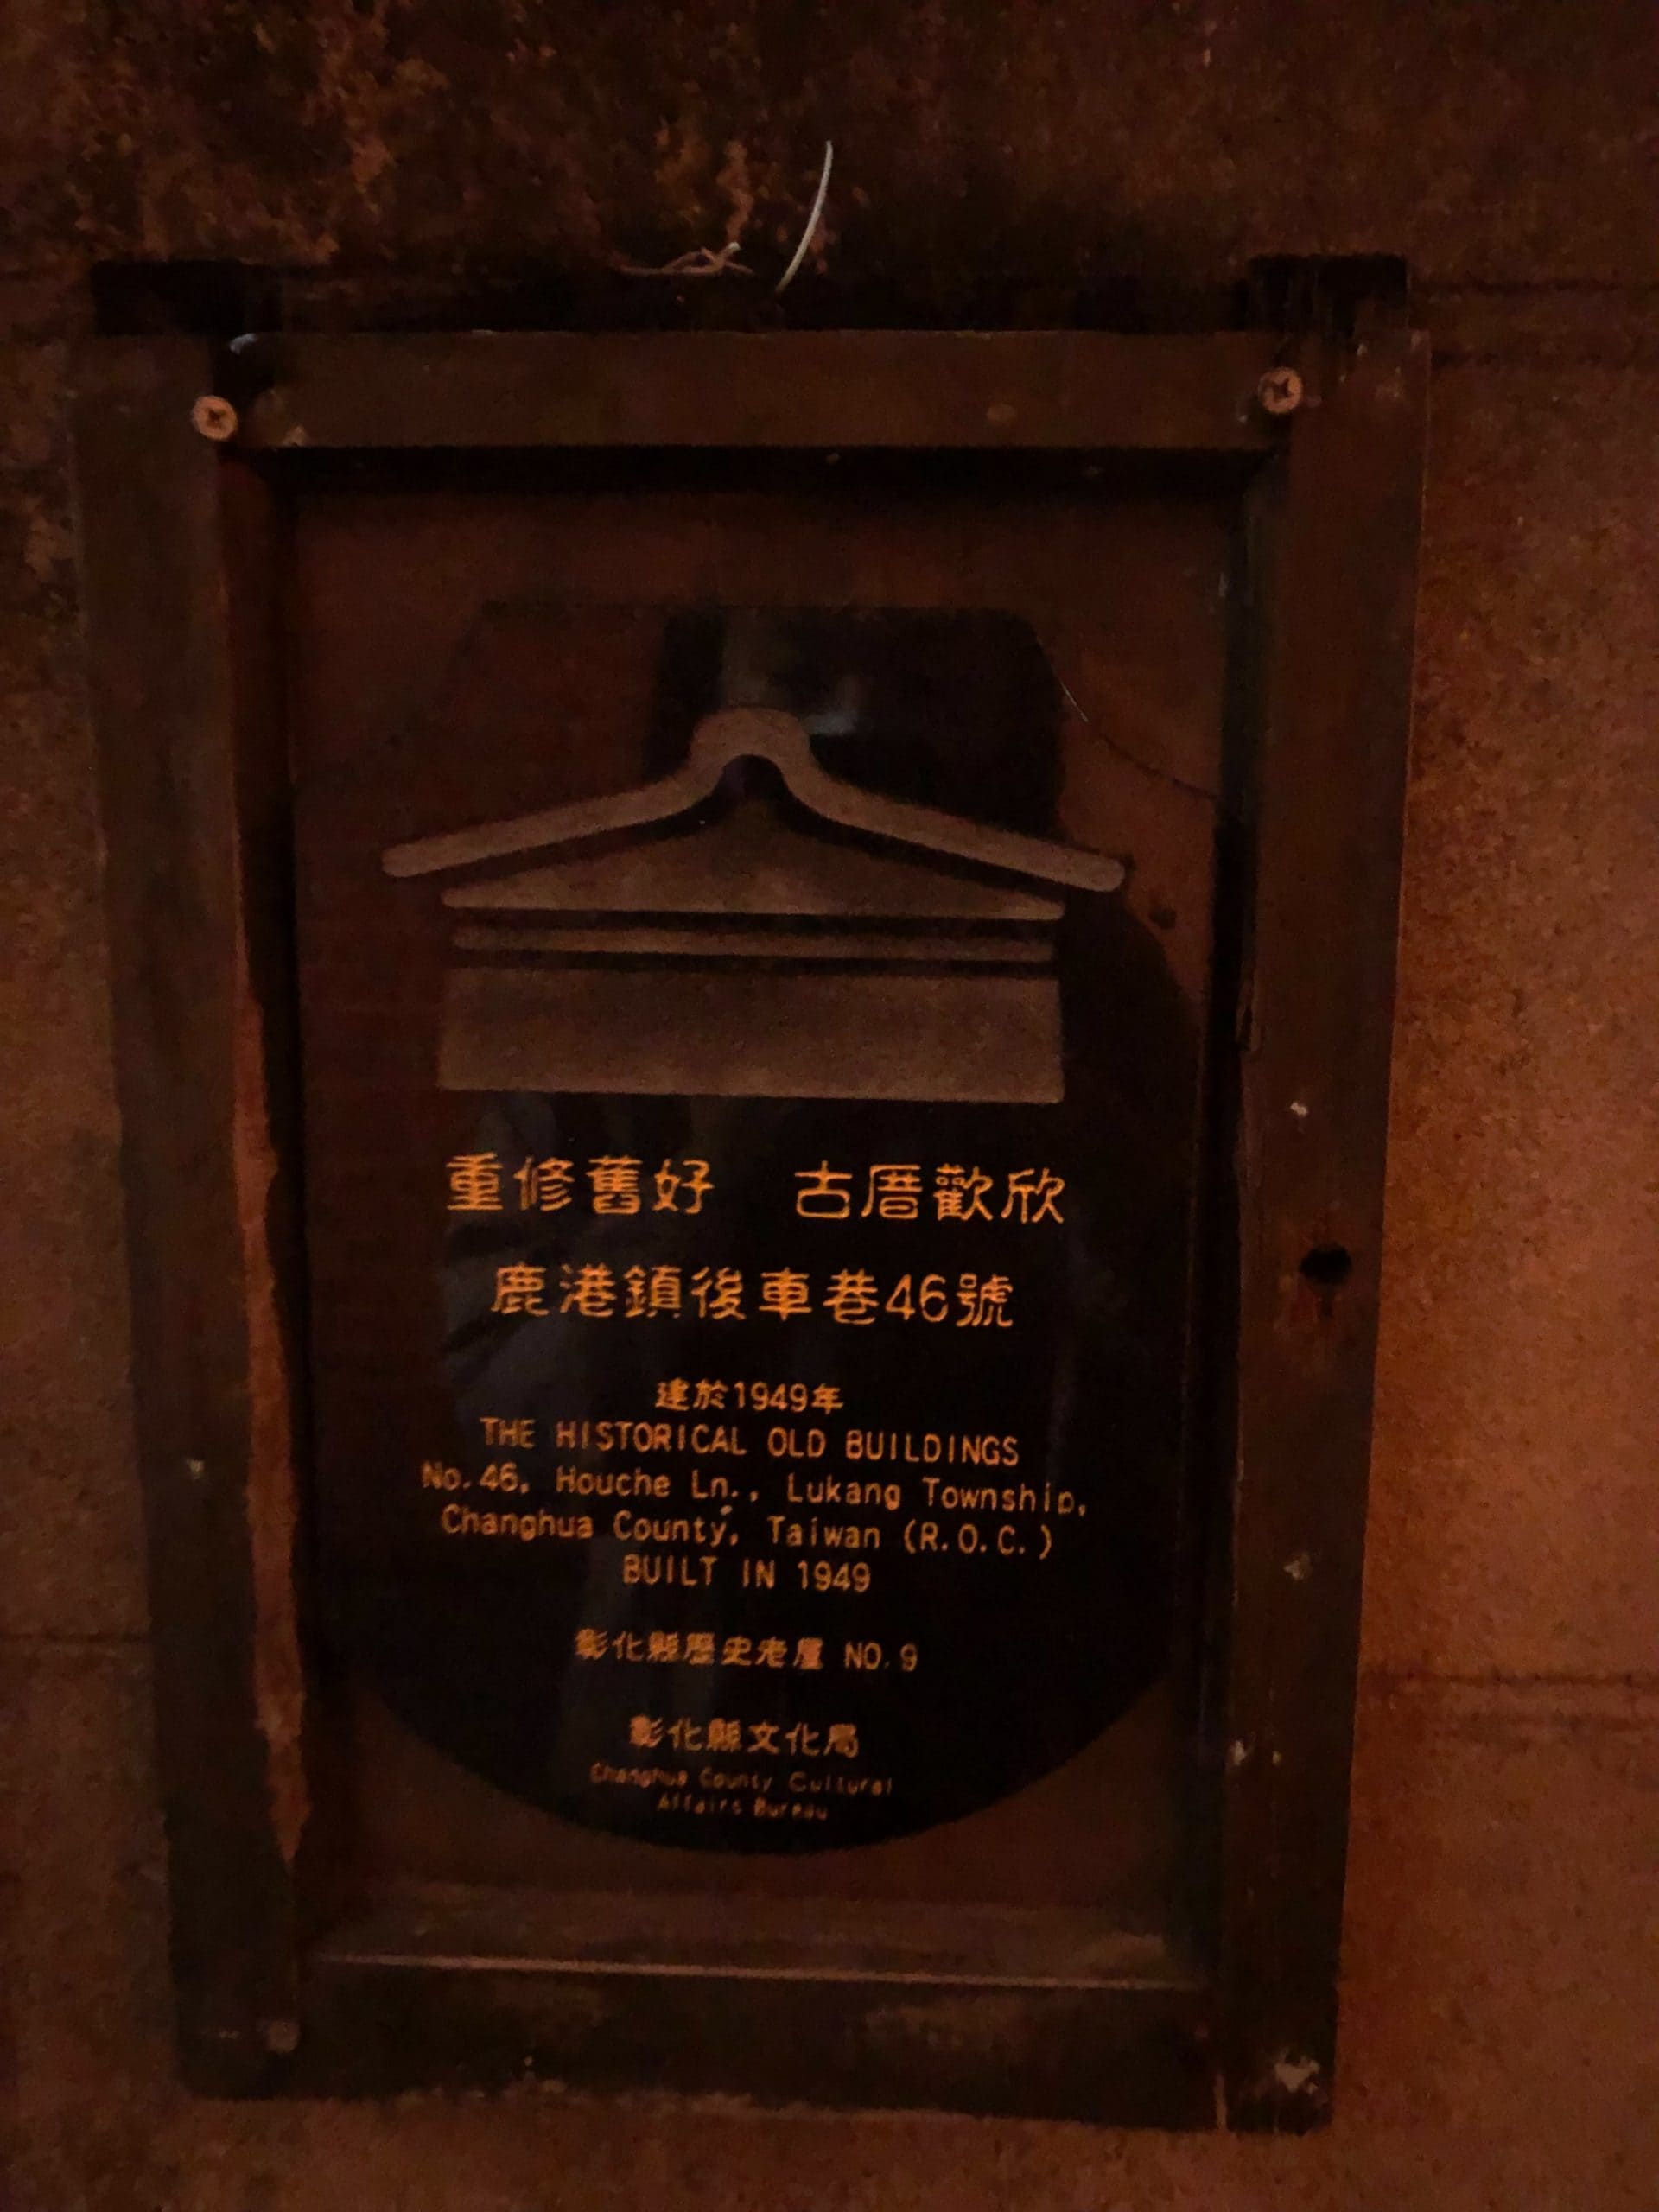 重修舊好　古厝歡欣
鹿港鎮後車巷46號
建於1949年
THE HISTORICAL OLD BUILDINGS
No.46, Houche Ln., Lukang Township,
Changhua County, Taiwan (R.O.C.)
BUILT IN 1949
彰化縣歷史老屋 NO.9
彰化縣文化局
Changhua County Cultural
Affairs Bureau